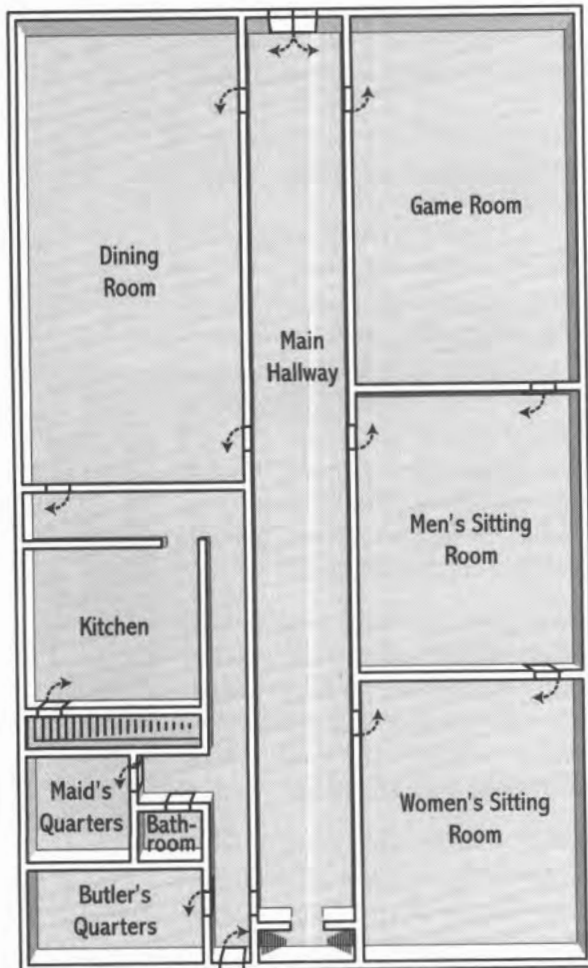 Game Room
Dining
Room
Main
Hallway
Men's Sitting
Room
Kitchen
Maid's
Quarters
Bath-
room
Women's Sitting
Room
Butler's
Quarters